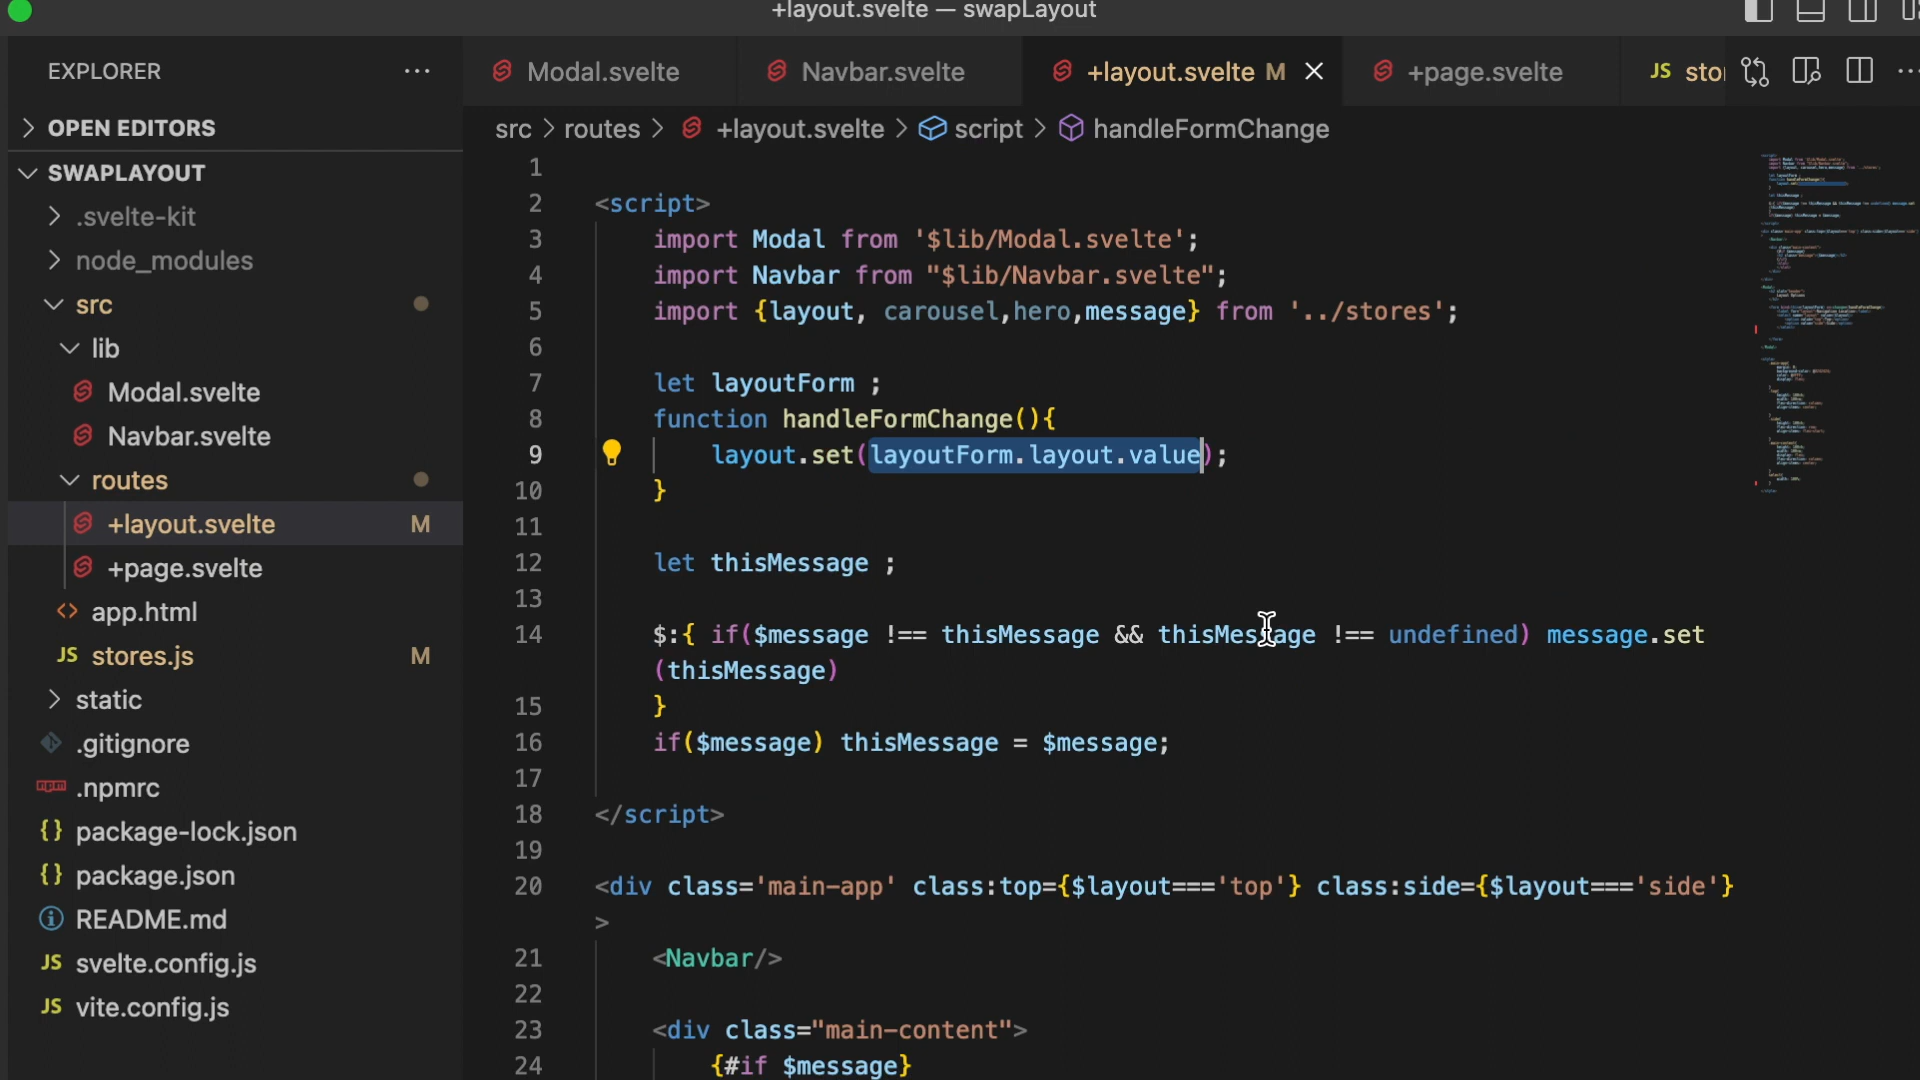 +layout.svelte — swapLayout
EXPLORER
OPEN EDITORS
SWAPLAYOUT
.svelte-kit
node_modules
src
lib
Modal.svelte
Navbar.svelte
routes
+layout.svelte M
+page.svelte
app.html
JS stores.js M
static
.gitignore
.npmrc
{} package-lock.json
{} package.json
README.md
JS svelte.config.js
JS vite.config.js
Modal.svelte Navbar.svelte +layout.svelte M +page.svelte JS sto
src > routes > +layout.svelte > script > handleFormChange
1
2 <script>
3 import Modal from '$lib/Modal.svelte';
4 import Navbar from "$lib/Navbar.svelte";
5 import {layout, carousel,hero,message} from '../stores';
6
7 let layoutForm ;
8 function handleFormChange(){
9 layout.set(layoutForm.layout.value);
10 }
11
12 let thisMessage ;
13
14 $:{ if($message !== thisMessage && thisMessage !== undefined) message.set
(thisMessage)
15 }
16 if($message) thisMessage = $message;
17
18 </script>
19
20 <div class='main-app' class:top={$layout==='top'} class:side={$layout==='side'}
>
21 <Navbar/>
22
23 <div class="main-content">
24 {#if $message}